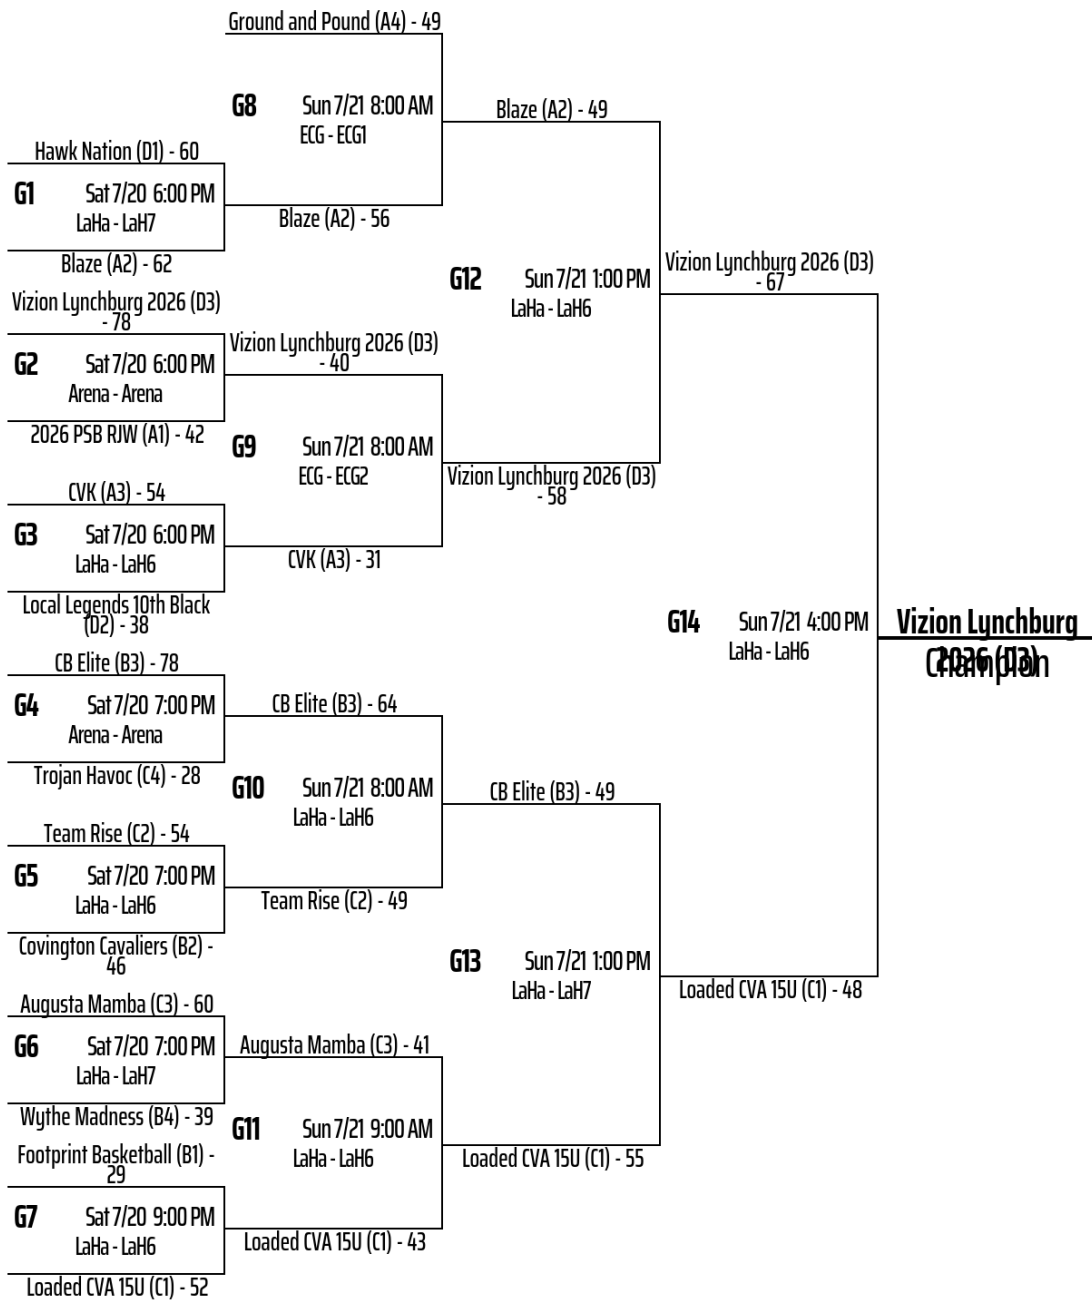 Ground and Pound (A4) - 49
G8 Sun 7/21 8:00 AM
ECG - ECG1
Blaze (A2) - 49
Hawk Nation (D1) - 60
G1 Sat 7/20 6:00 PM
LaHa - LaH7
Blaze (A2) - 56
Blaze (A2) - 62
Vizion Lynchburg 2026 (D3)
- 67
G12 Sun 7/21 1:00 PM
LaHa - LaH6
Vizion Lynchburg 2026 (D3)
- 78
G2 Sat 7/20 6:00 PM
Arena - Arena
Vizion Lynchburg 2026 (D3)
- 40
2026 PSB RJW (A1) - 42
G9 Sun 7/21 8:00 AM
ECG - ECG2
Vizion Lynchburg 2026 (D3)
- 58
CVK (A3) - 54
G3 Sat 7/20 6:00 PM
LaHa - LaH6
CVK (A3) - 31
Local Legends 10th Black
(D2) - 38
G14 Sun 7/21 4:00 PM
LaHa - LaH6
Vizion Lynchburg
2026 (D3)
Champion
CB Elite (B3) - 78
G4 Sat 7/20 7:00 PM
Arena - Arena
CB Elite (B3) - 64
Trojan Havoc (C4) - 28
G10 Sun 7/21 8:00 AM
LaHa - LaH6
CB Elite (B3) - 49
Team Rise (C2) - 54
G5 Sat 7/20 7:00 PM
LaHa - LaH6
Team Rise (C2) - 49
Covington Cavaliers (B2) -
46
G13 Sun 7/21 1:00 PM
LaHa - LaH7
Loaded CVA 15U (C1) - 48
Augusta Mamba (C3) - 60
G6 Sat 7/20 7:00 PM
LaHa - LaH7
Augusta Mamba (C3) - 41
Wythe Madness (B4) - 39
G11 Sun 7/21 9:00 AM
LaHa - LaH6
Loaded CVA 15U (C1) - 55
Footprint Basketball (B1) -
29
G7 Sat 7/20 9:00 PM
LaHa - LaH6
Loaded CVA 15U (C1) - 43
Loaded CVA 15U (C1) - 52